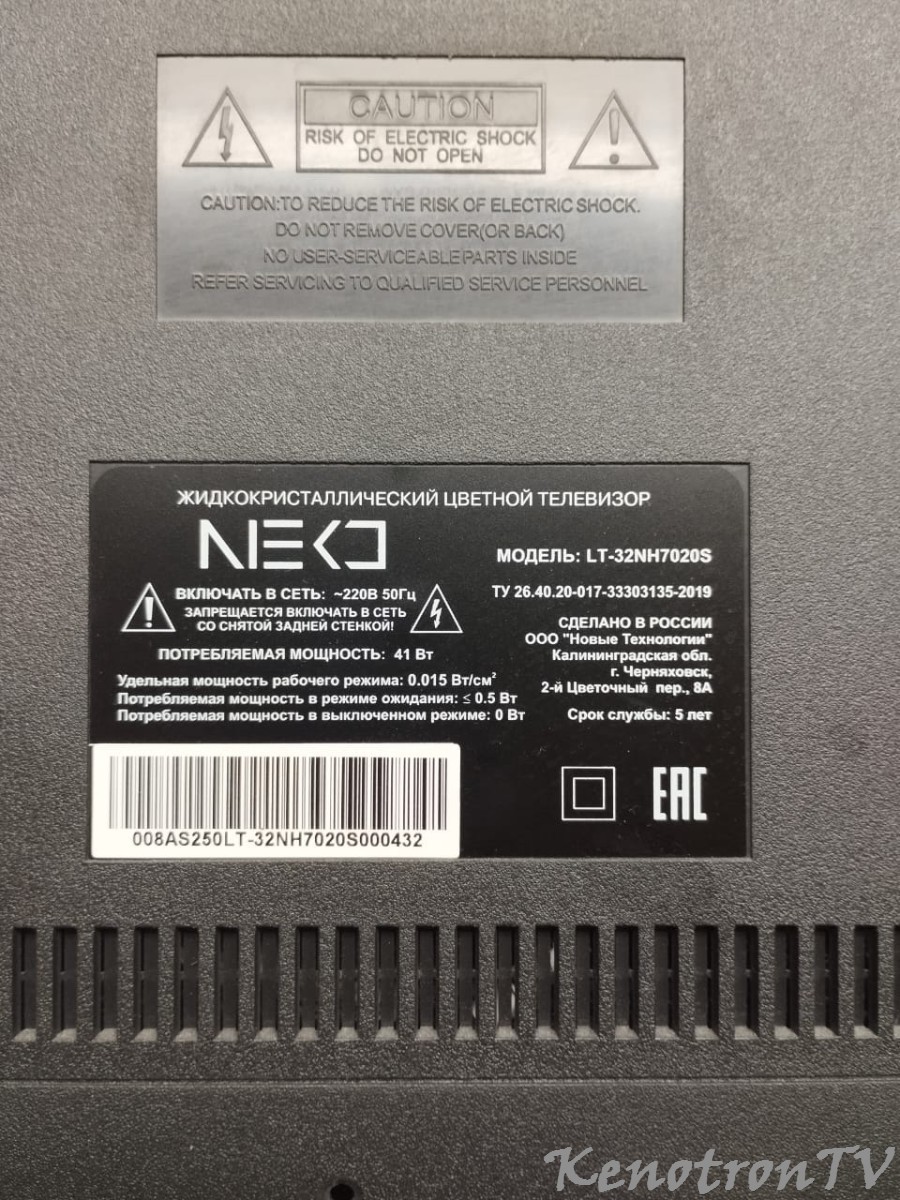 CAUTION
RISK OF ELECTRIC SHOCK
DO NOT OPEN
CAUTION:TO REDUCE THE RISK OF ELECTRIC SHOCK.
DO NOT REMOVE COVER(OR BACK)
NO USER-SERVICEABLE PARTS INSIDE
REFER SERVICING TO QUALIFIED SERVICE PERSONNEL
ЖИДКОКРИСТАЛЛИЧЕСКИЙ ЦВЕТНОЙ ТЕЛЕВИЗОР
NEKO
МОДЕЛЬ: LT-32NH7020S
ВКЛЮЧАТЬ В СЕТЬ: ~220В 50Гц
ЗАПРЕЩАЕТСЯ ВКЛЮЧАТЬ В СЕТЬ
СО СНЯТОЙ ЗАДНЕЙ СТЕНКОЙ!
ПОТРЕБЛЯЕМАЯ МОЩНОСТЬ: 41 Вт
Удельная мощность рабочего режима: 0.015 Вт/см²
Потребляемая мощность в режиме ожидания: ≤ 0.5 Вт
Потребляемая мощность в выключенном режиме: 0 Вт
ТУ 26.40.20-017-33303135-2019
СДЕЛАНО В РОССИИ
ООО "Новые Технологии"
Калининградская обл.
г. Черняховск,
2-й Цветочный пер., 8А
Срок службы: 5 лет
008AS250LT-32NH7020S000432
EAC
KenotronTV